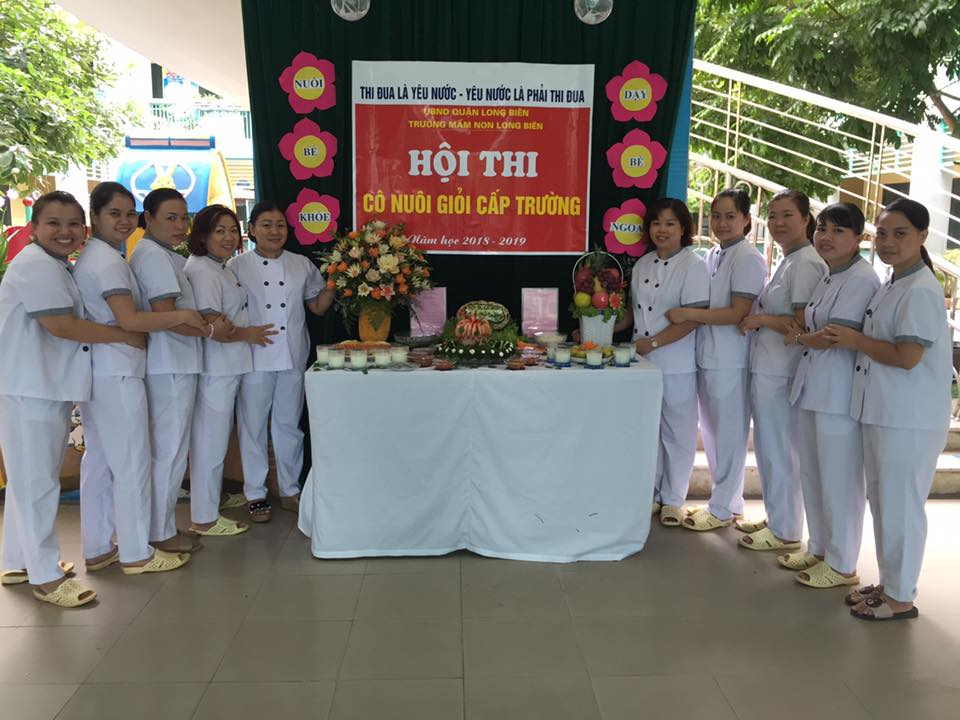 THI ĐUA LÀ YÊU NƯỚC - YÊU NƯỚC LÀ PHẢI THI ĐUA
UBND QUẬN LONG BIÊN
TRƯỜNG MẦM NON LONG BIÊN
HỘI THI
CÔ NUÔI GIỎI CẤP TRƯỜNG
Năm học 2018 - 2019
NUÔI
BÉ
KHỎE
DẠY
BÉ
NGOAN